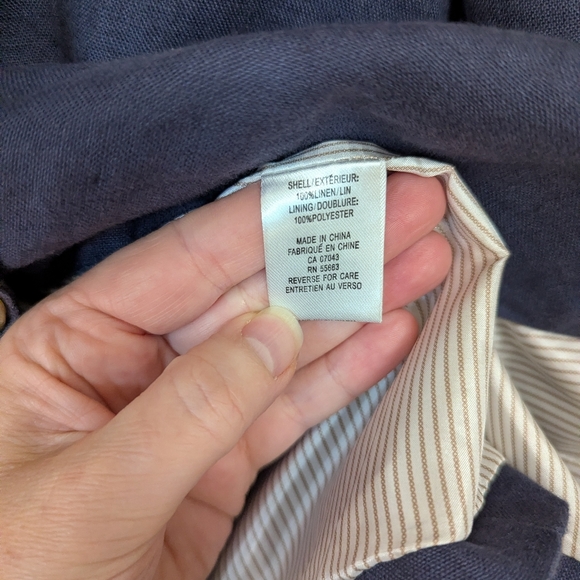 SHELL/EXTÉRIEUR:
100%LINEN/LIN
LINING/DOUBLURE:
100%POLYESTER
MADE IN CHINA
FABRIQUÉ EN CHINE
CA 07043
RN 55663
REVERSE FOR CARE
ENTRETIEN AU VERSO